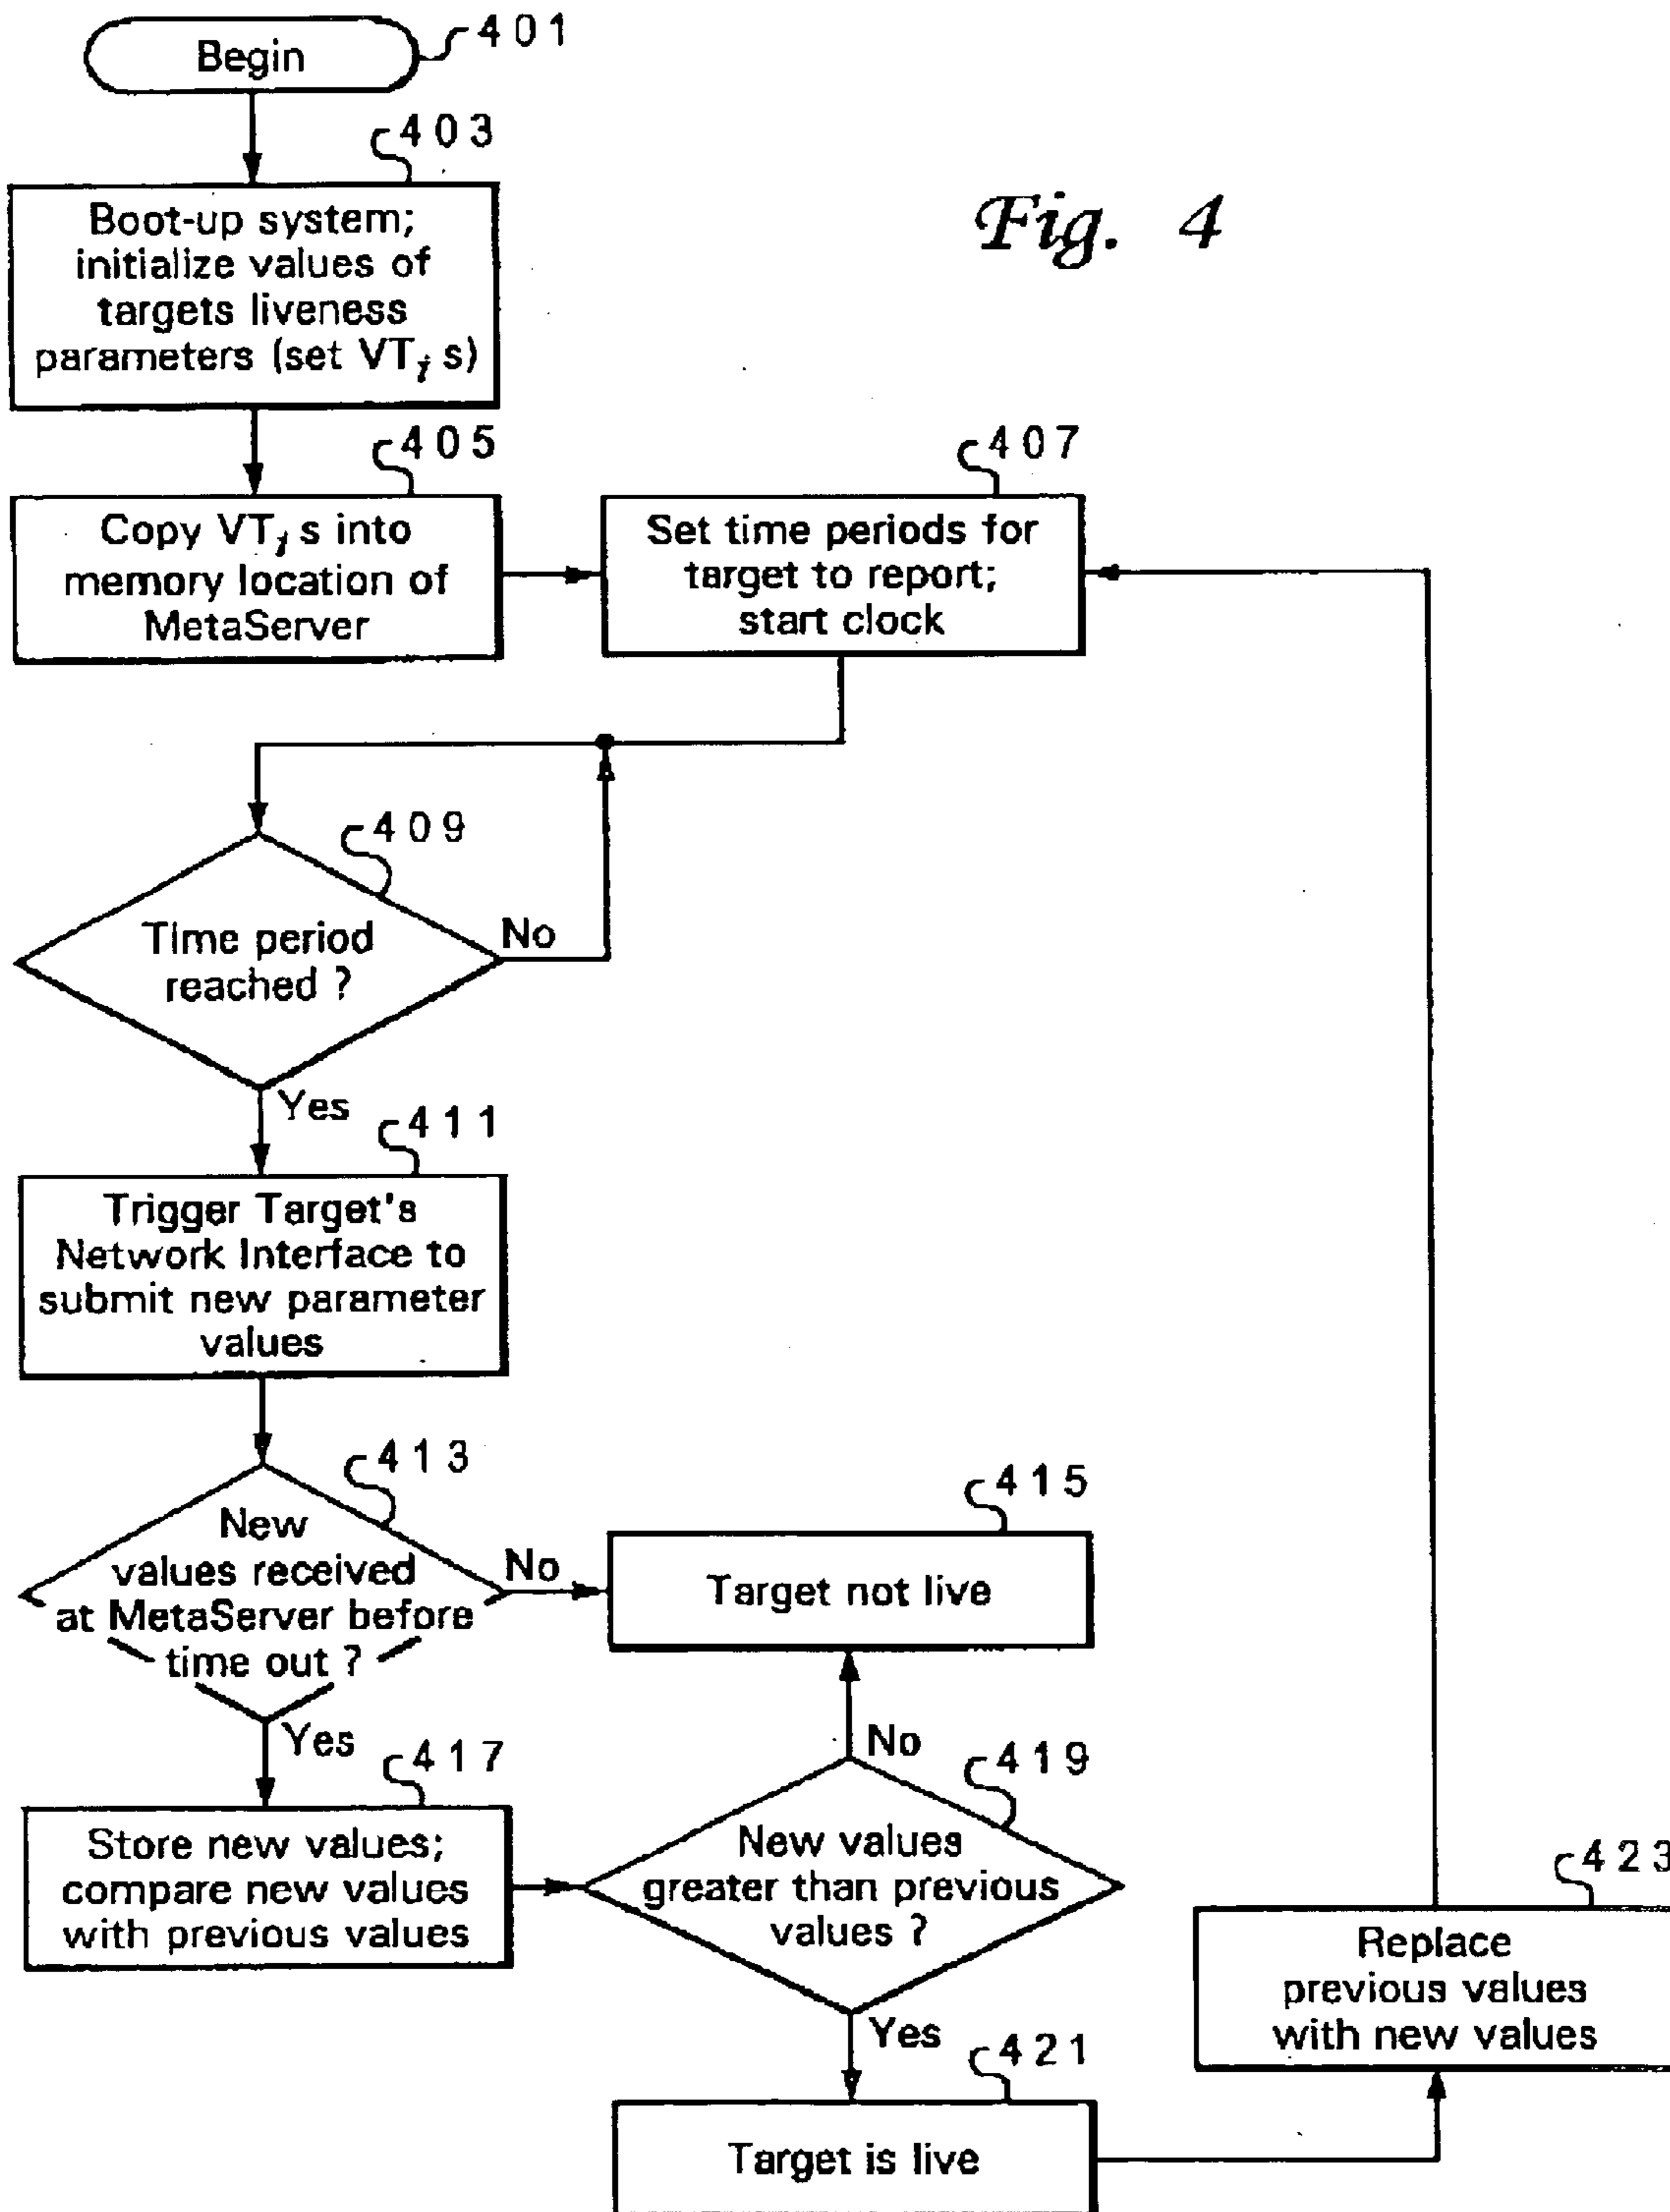 Begin
401
403
Boot-up system;
initialize values of
targets liveness
parameters (set VTj s)
Fig. 4
405
Copy VTj s into
memory location of
MetaServer
407
Set time periods for
target to report;
start clock
409
Time period
reached ?
No
Yes
411
Trigger Target's
Network Interface to
submit new parameter
values
413
New
values received
at MetaServer before
time out ?
No
415
Target not live
Yes
417
Store new values;
compare new values
with previous values
No
419
New values
greater than previous
values ?
Yes
423
Replace
previous values
with new values
421
Target is live